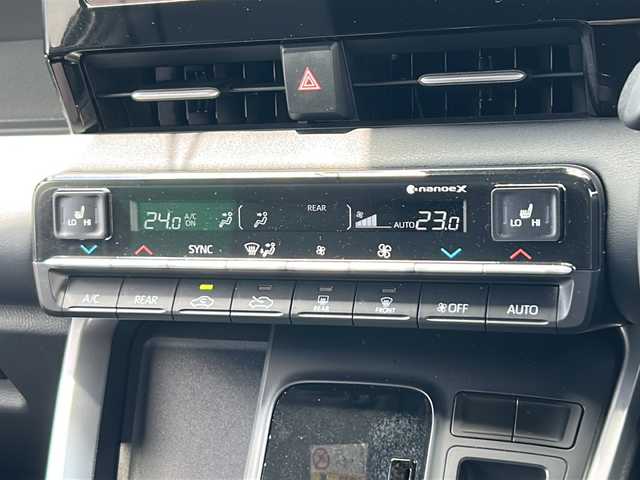 nanoeX
LO HI
24.0 A/C ON
REAR
AUTO 23.0
LO HI
SYNC
A/C REAR REAR FRONT OFF AUTO